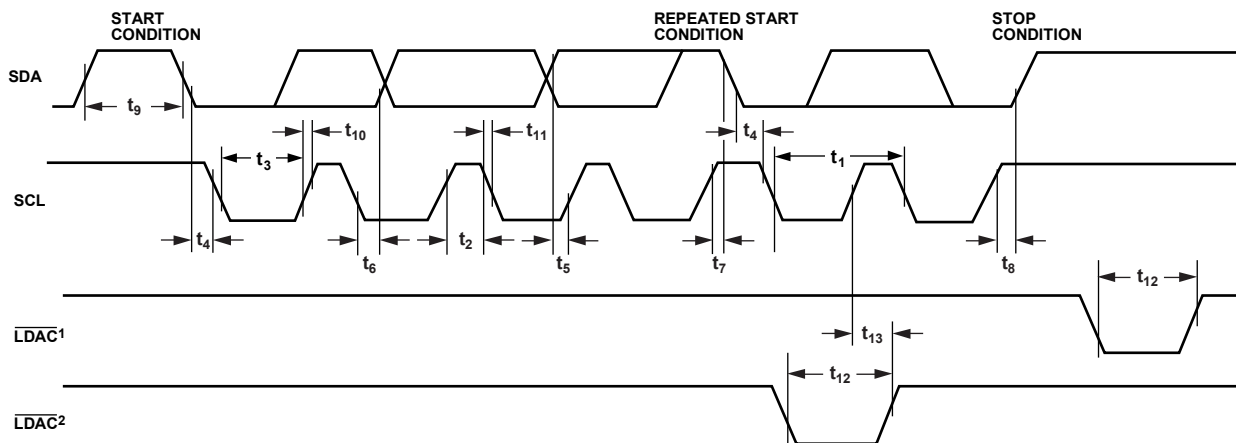 START
CONDITION
REPEATED START
CONDITION
STOP
CONDITION
SDA
t9
t10
t11
t4
t3
t1
SCL
t4
t6
t2
t5
t7
t8
t12
LDAC1
t13
t12
LDAC2